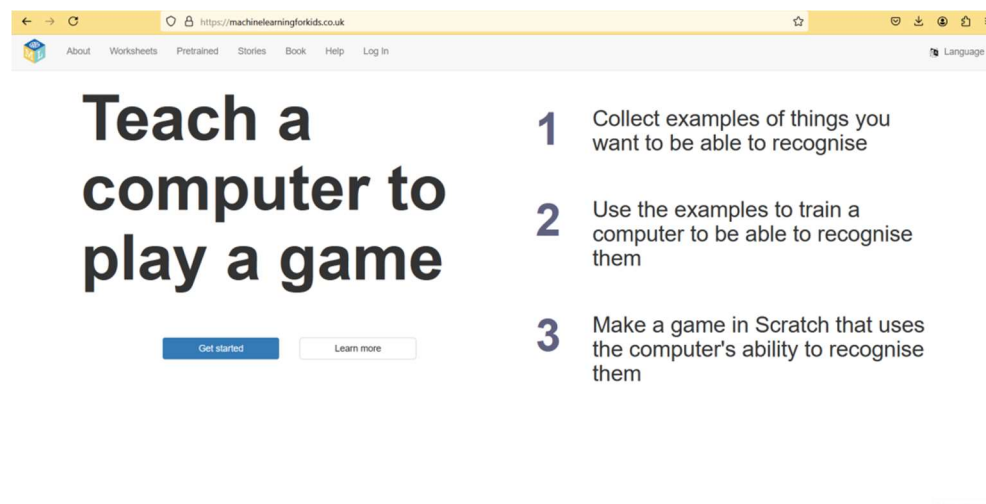 https://machinelearningforkids.co.uk
About Worksheets Pretrained Stories Book Help Log In
Language
Teach a
computer to
play a game
Get started
Learn more
1
Collect examples of things you
want to be able to recognise
2
Use the examples to train a
computer to be able to recognise
them
3
Make a game in Scratch that uses
the computer's ability to recognise
them